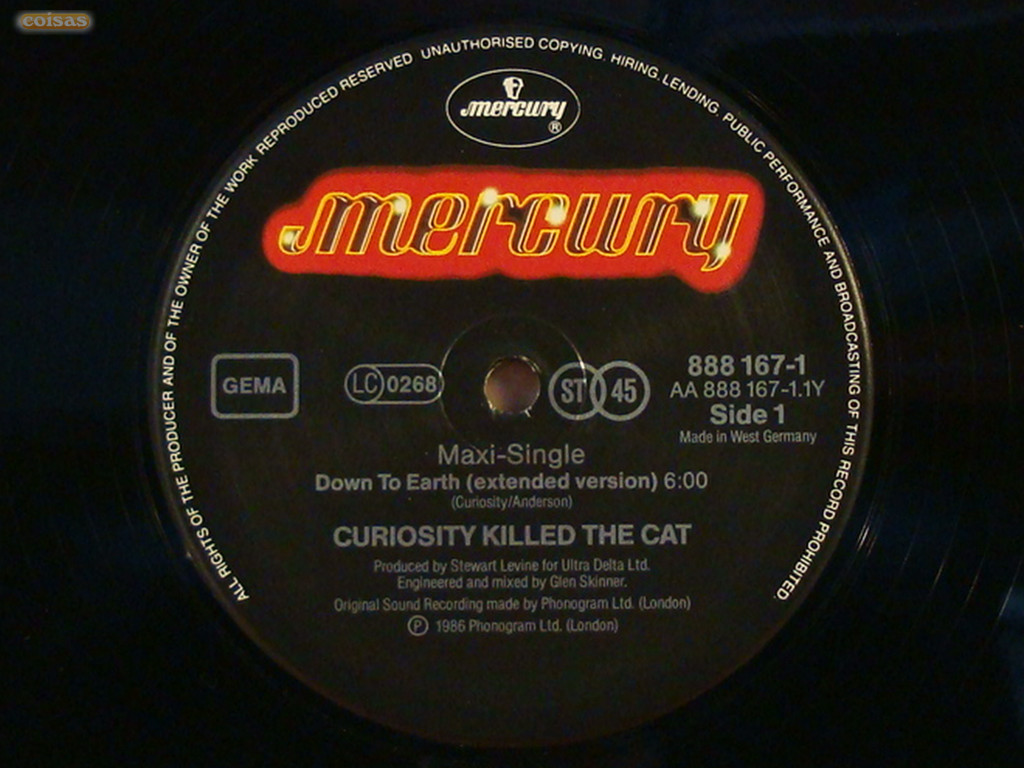 coisas
ALL RIGHTS OF THE PRODUCER AND OF THE OWNER OF THE WORK REPRODUCED RESERVED UNAUTHORISED COPYING, HIRING, LENDING, PUBLIC PERFORMANCE AND BROADCASTING OF THIS RECORD PROHIBITED.
mercury ®
mercury
GEMA
LC 0268
ST 45
888 167-1
AA 888 167-1.1Y
Side 1
Made in West Germany
Maxi-Single
Down To Earth (extended version) 6:00
(Curiosity/Anderson)
CURIOSITY KILLED THE CAT
Produced by Stewart Levine for Ultra Delta Ltd.
Engineered and mixed by Glen Skinner.
Original Sound Recording made by Phonogram Ltd. (London)
℗ 1986 Phonogram Ltd. (London)